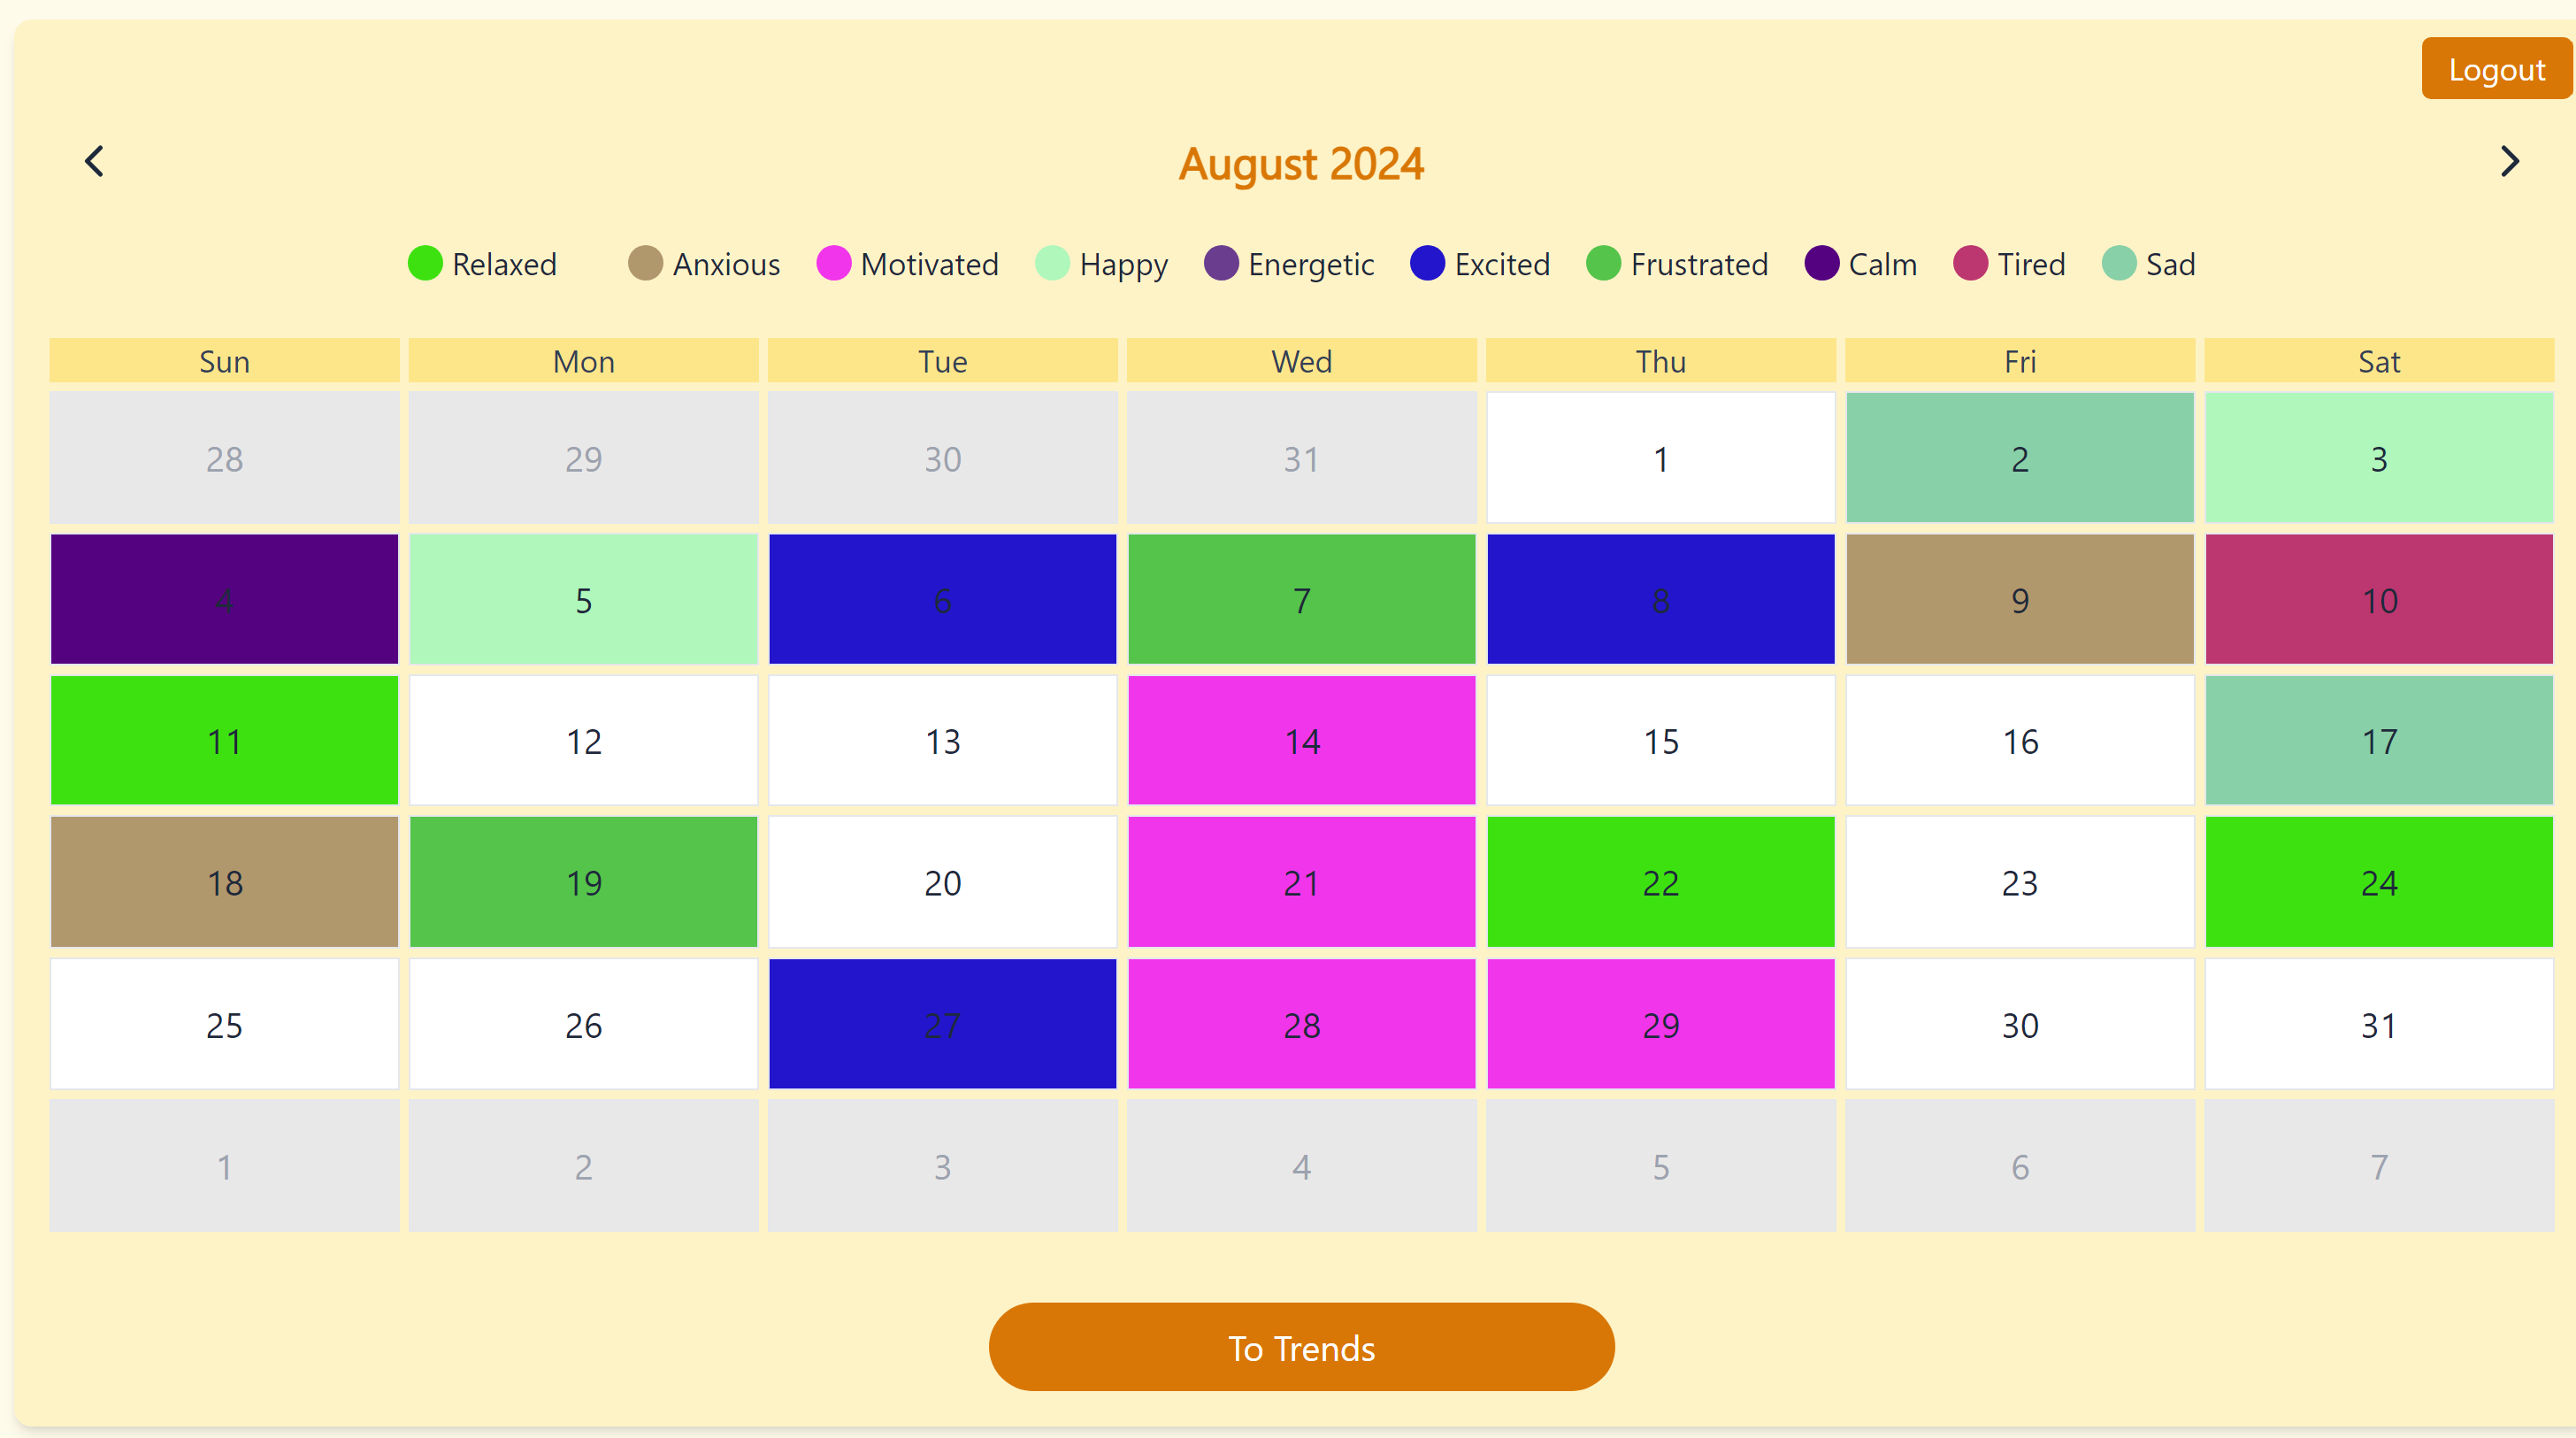 Logout
August 2024
Relaxed Anxious Motivated Happy Energetic Excited Frustrated Calm Tired Sad
Sun Mon Tue Wed Thu Fri Sat
28 29 30 31 1 2 3
4 5 6 7 8 9 10
11 12 13 14 15 16 17
18 19 20 21 22 23 24
25 26 27 28 29 30 31
1 2 3 4 5 6 7
To Trends